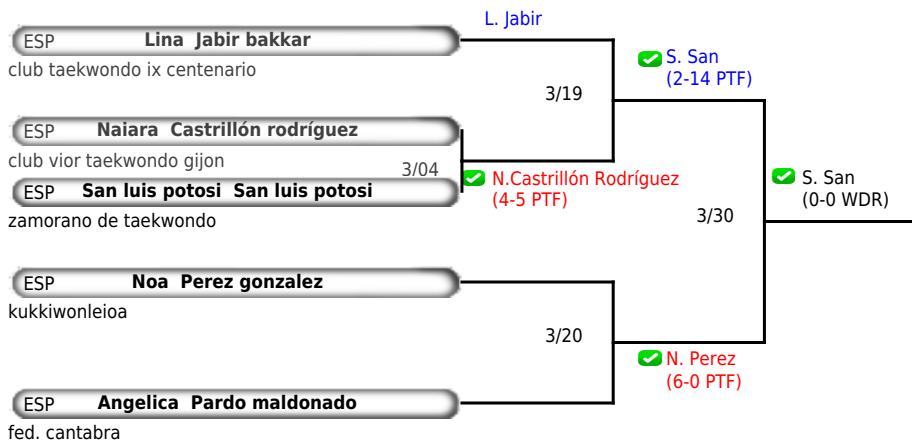 L. Jabir
ESP Lina Jabir bakkar
club taekwondo ix centenario
S. San
(2-14 PTF)
3/19
ESP Naiara Castrillón rodríguez
club vior taekwondo gijon
3/04
N.Castrillón Rodríguez
(4-5 PTF)
S. San
(0-0 WDR)
ESP San luis potosi San luis potosi
zamorano de taekwondo
3/30
ESP Noa Perez gonzalez
kukkiwonleioa
3/20
N. Perez
(6-0 PTF)
ESP Angelica Pardo maldonado
fed. cantabra